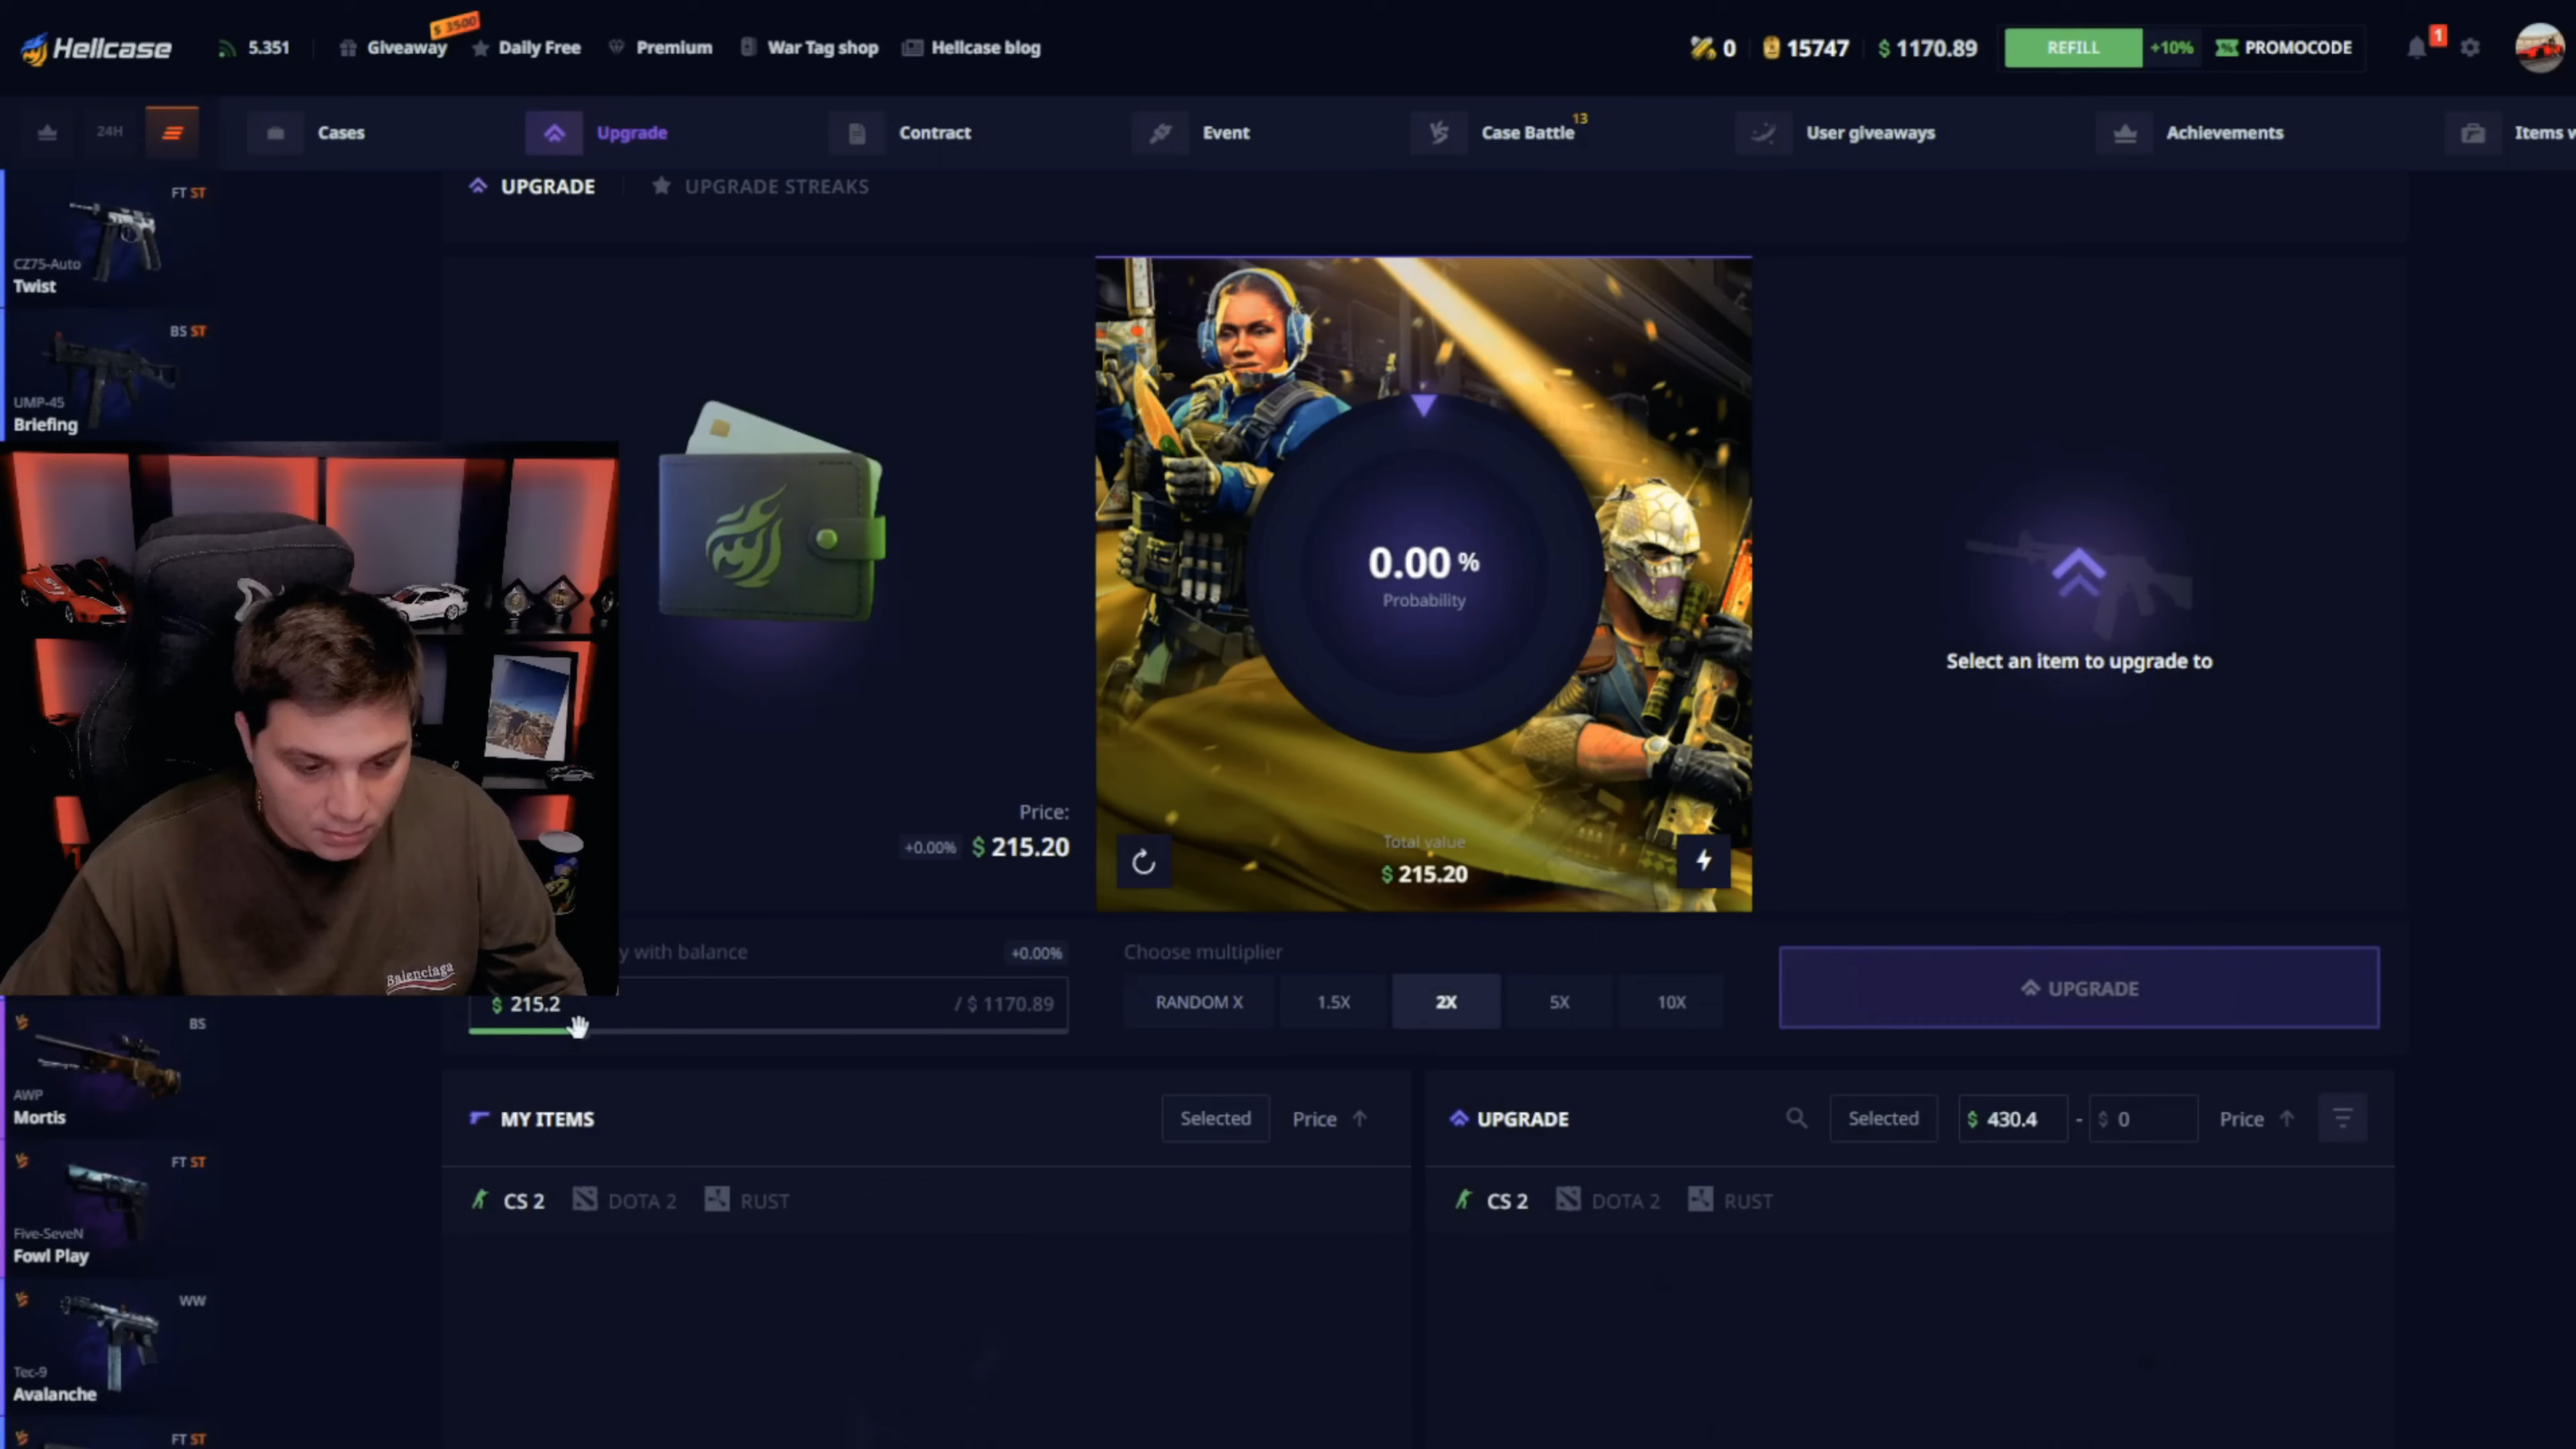 Hellcase
5.351
Giveaway
$ 3500
Daily Free
Premium
War Tag shop
Hellcase blog
0
15747
$ 1170.89
REFILL
+10%
PROMOCODE
1
24H
Cases
Upgrade
Contract
Event
Case Battle
13
User giveaways
Achievements
Items w
UPGRADE
UPGRADE STREAKS
FT ST
CZ75-Auto
Twist
BS ST
UMP-45
Briefing
0.00 %
Probability
Select an item to upgrade to
Price:
+0.00% $ 215.20
Total value
$ 215.20
Balenciaga
y with balance
+0.00%
$ 215.2
/ $ 1170.89
Choose multiplier
RANDOM X
1.5X
2X
5X
10X
UPGRADE
BS
AWP
Mortis
FT ST
Five-SeveN
Fowl Play
WW
Tec-9
Avalanche
FT ST
MY ITEMS
Selected
Price
CS 2
DOTA 2
RUST
UPGRADE
Selected
$ 430.4
-
$ 0
Price
CS 2
DOTA 2
RUST